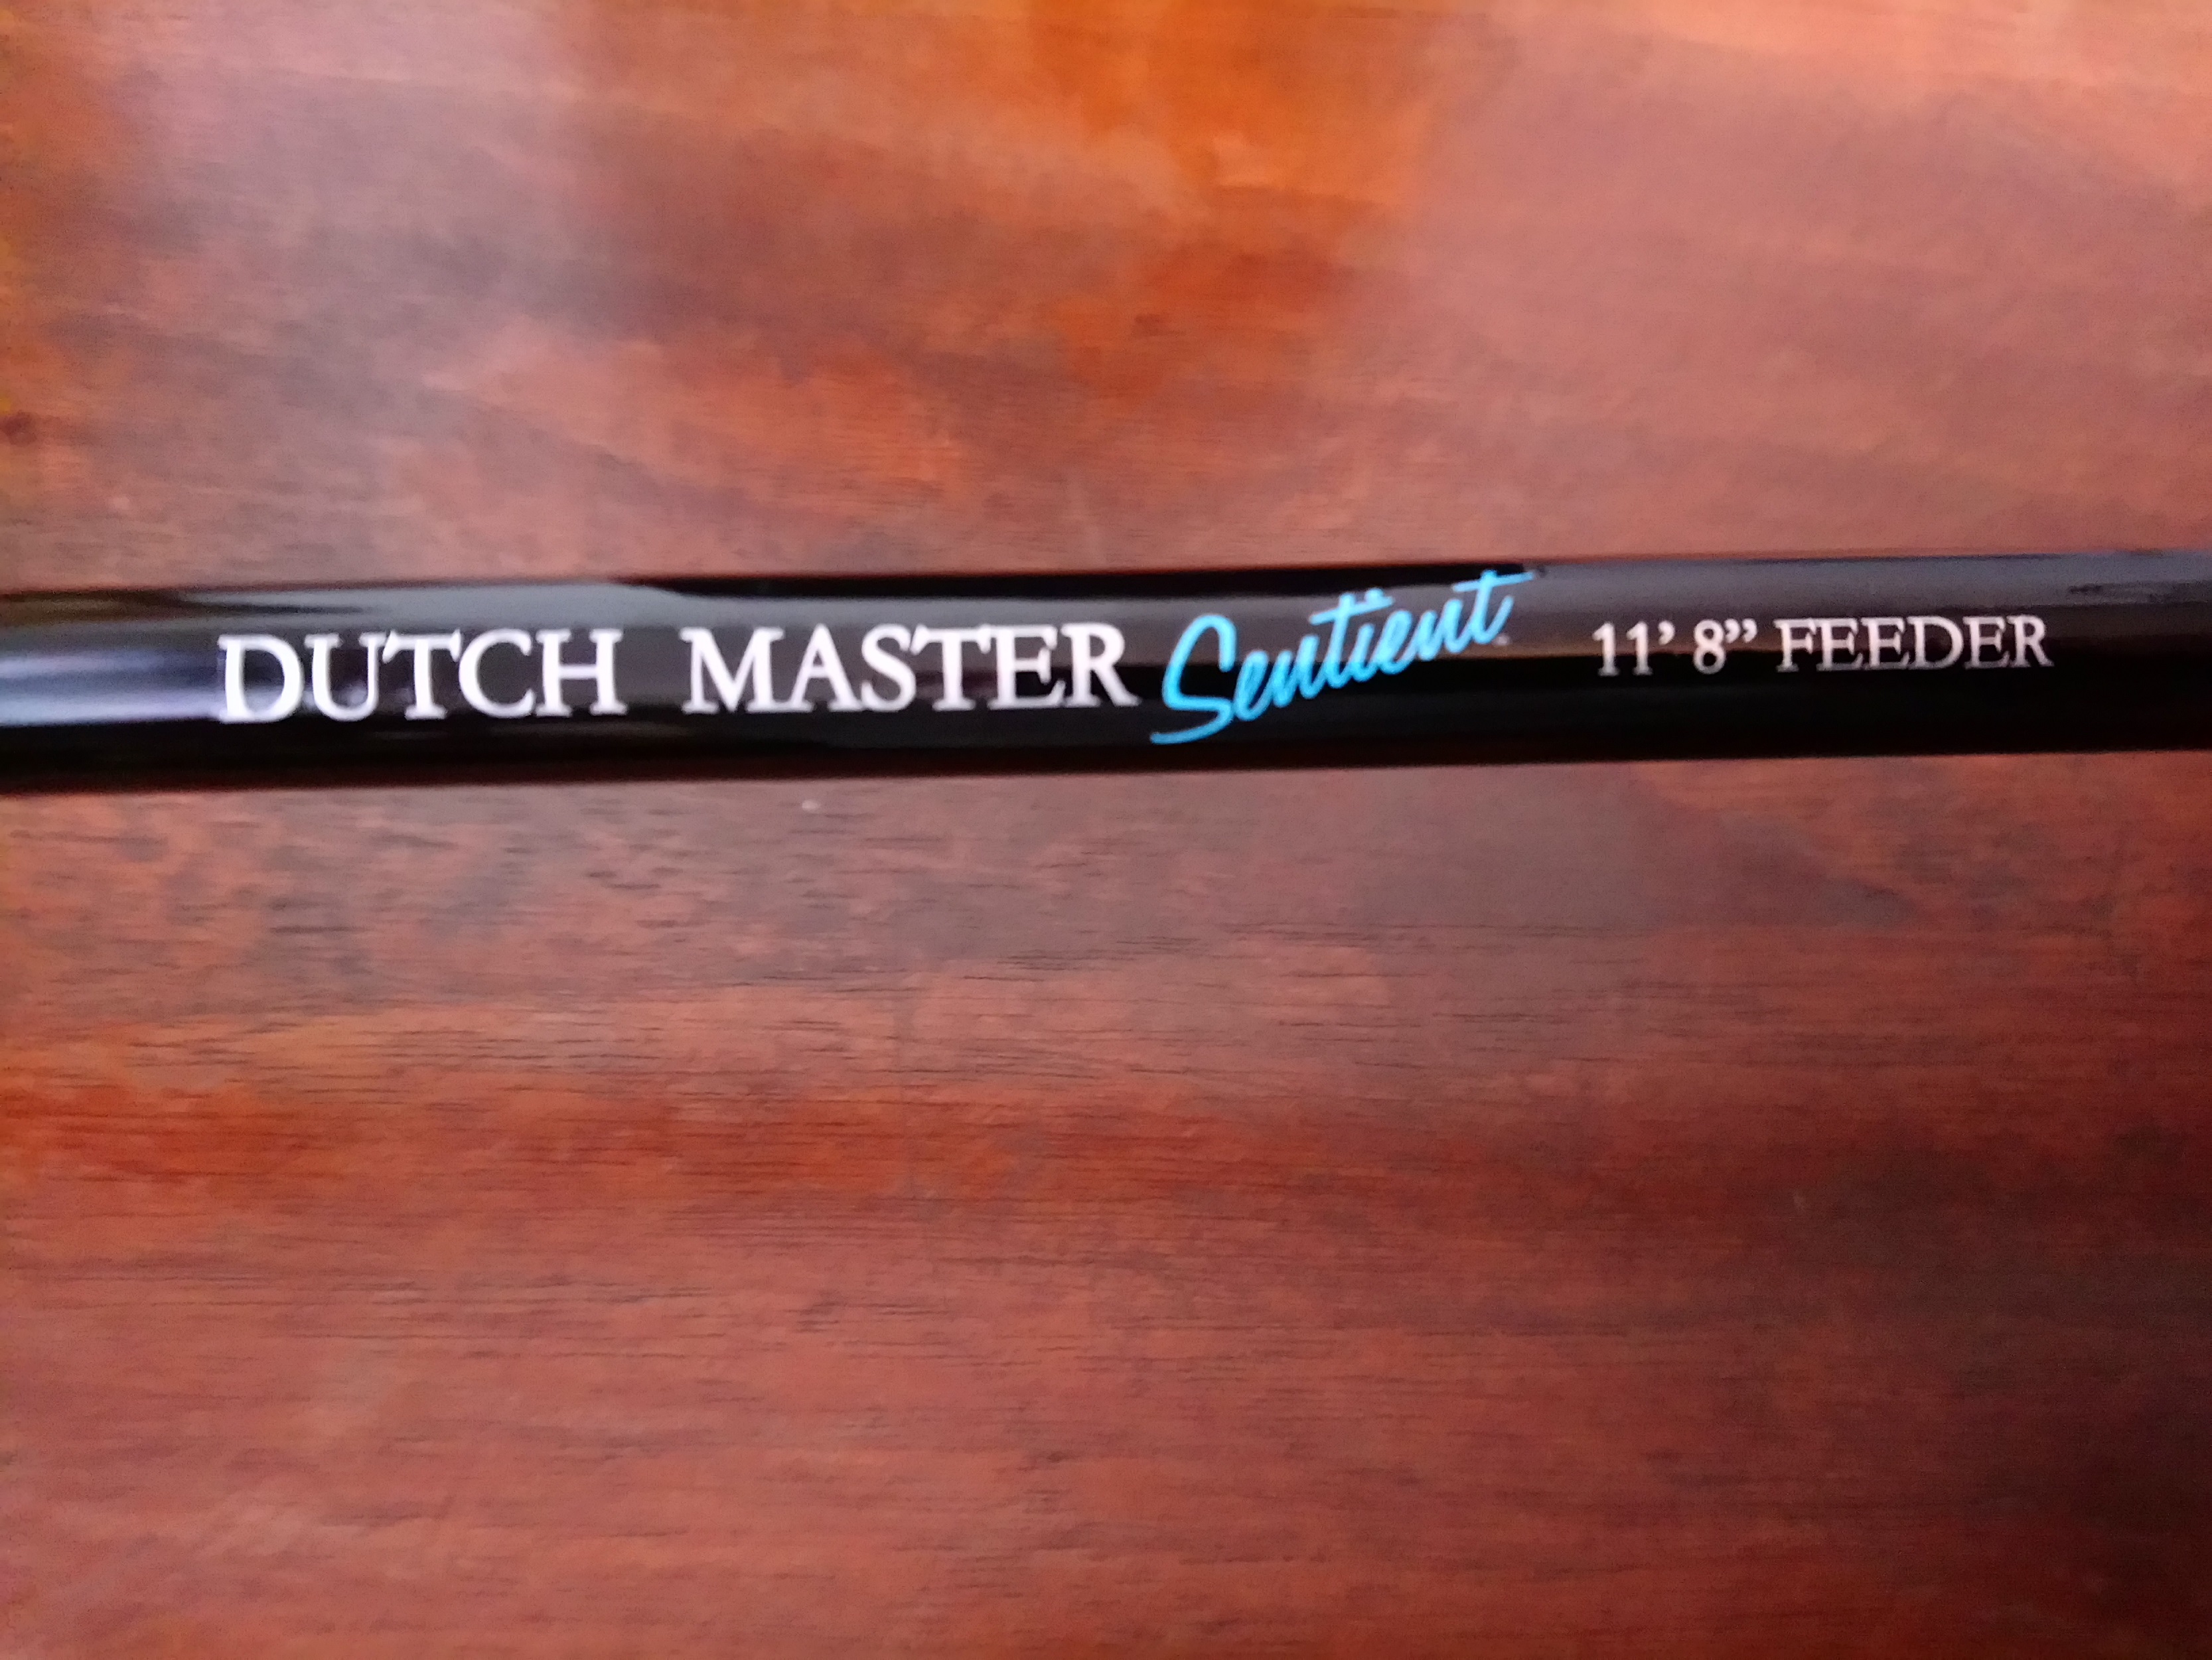 DUTCH MASTER Sentient 11’ 8” FEEDER